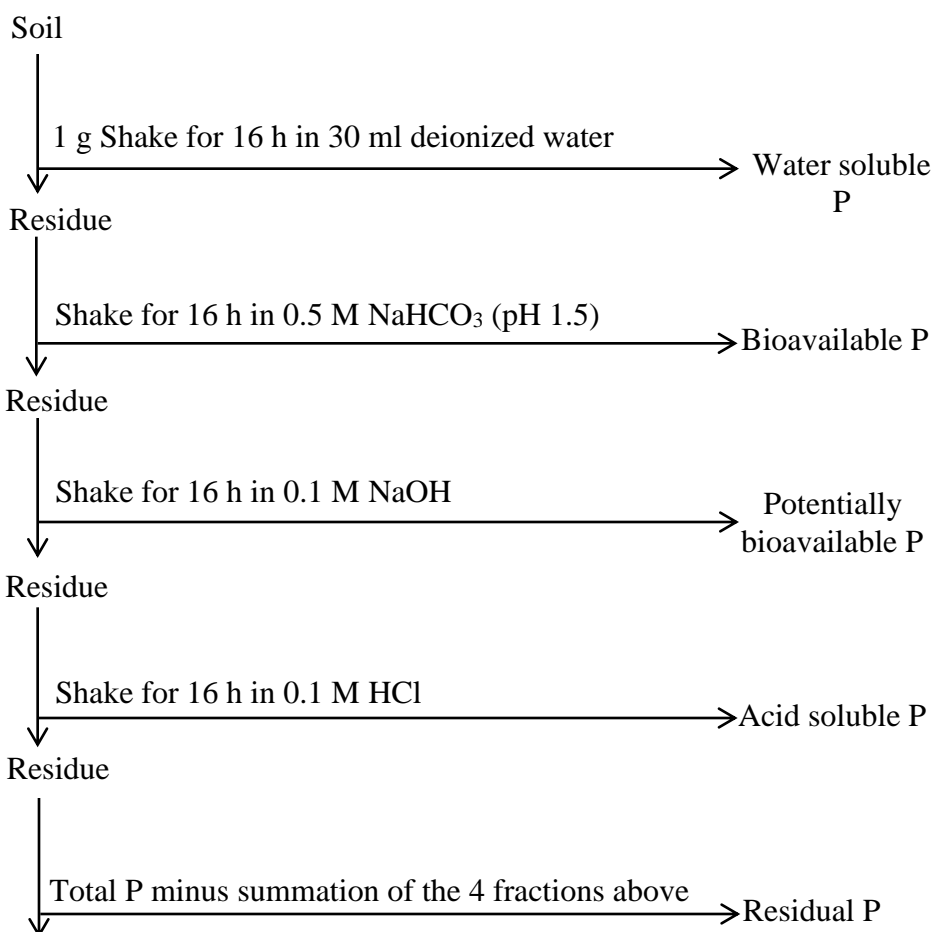 Soil
1 g Shake for 16 h in 30 ml deionized water
Water soluble
P
Residue
Shake for 16 h in 0.5 M NaHCO₃ (pH 1.5)
Bioavailable P
Residue
Shake for 16 h in 0.1 M NaOH
Potentially
bioavailable P
Residue
Shake for 16 h in 0.1 M HCl
Acid soluble P
Residue
Total P minus summation of the 4 fractions above
Residual P